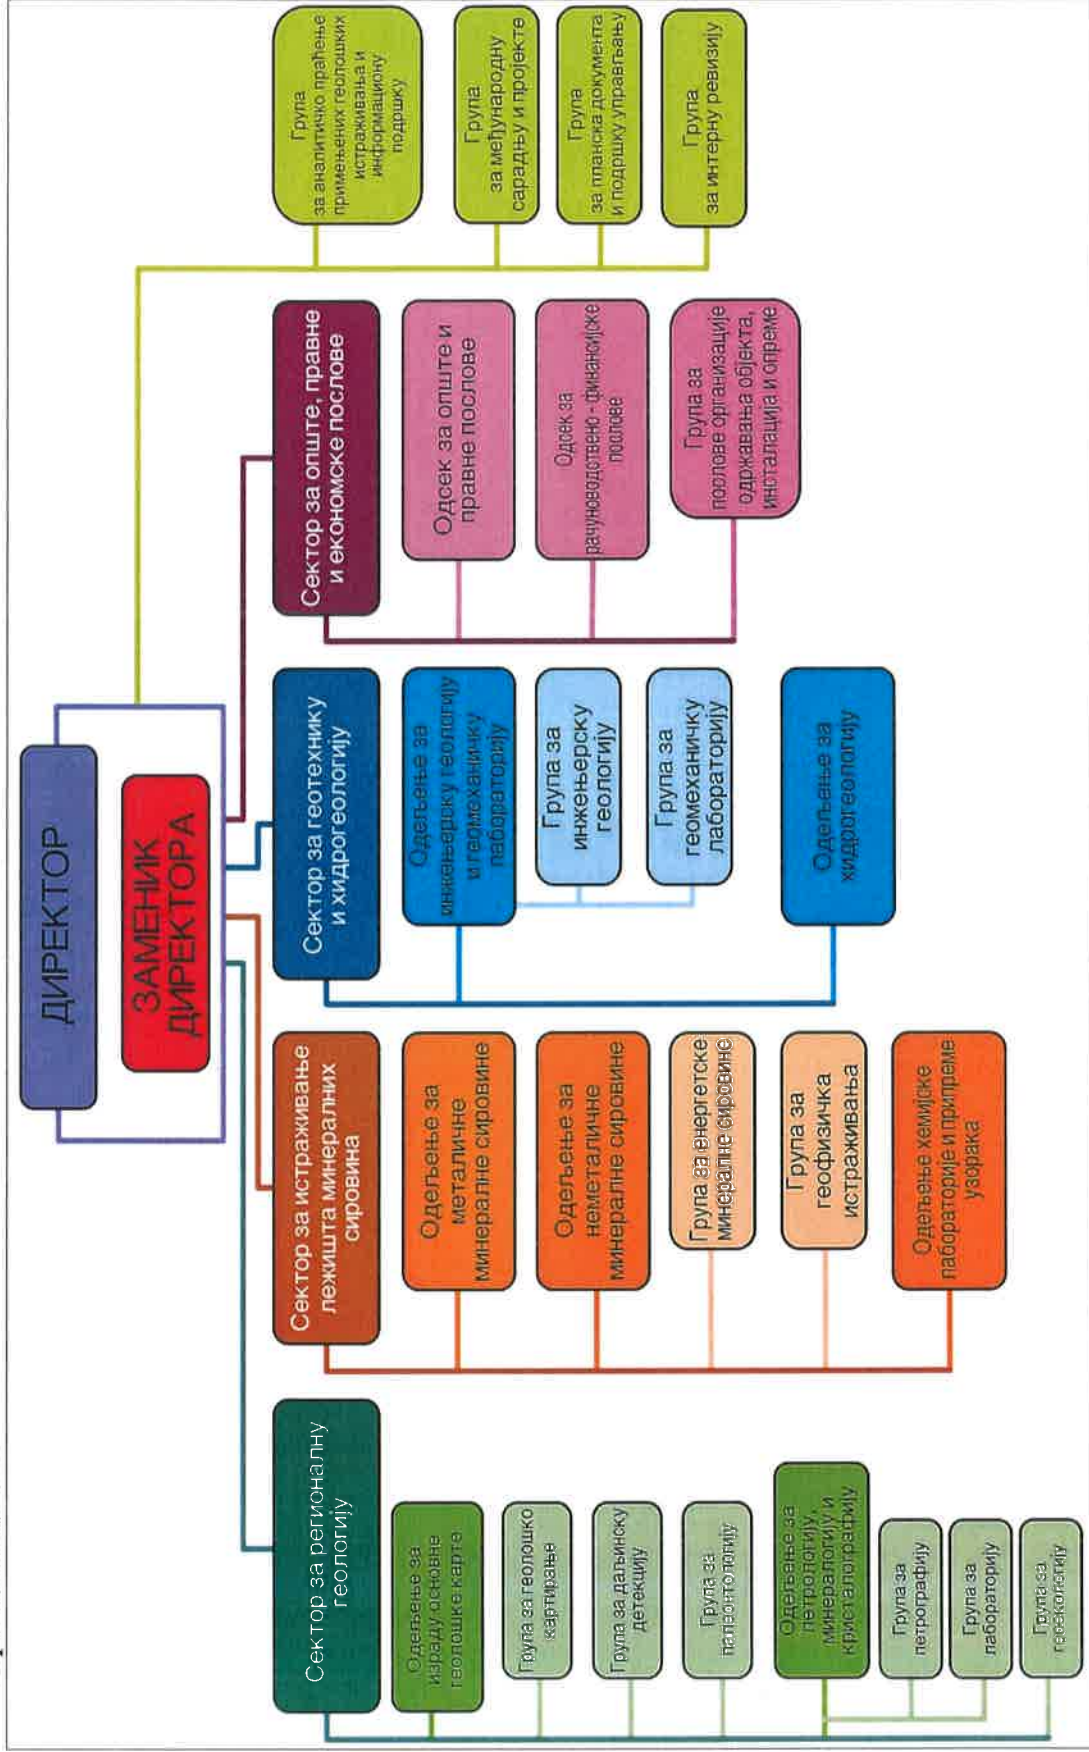 ДИРЕКТОР
ЗАМЕНИК
ДИРЕКТОРА
Сектор за регионалну
геологију
Одељење за
израду основне
геолошке карте
Група за геолошко
картирање
Група за даљинску
детекцију
Група за
палеонтологију
Одељење за
петрологију,
минералогију и
кристалографију
Група за
петрографију
Група за
лабораторију
Група за
геоекологију
Сектор за истраживање
лежишта минералних
сировина
Одељење за
металичне
минералне сировине
Одељење за
неметаличне
минералне сировине
Група за енергетске
минералне сировине
Група за
геофизичка
истраживања
Одељење хемијске
лабораторије и припреме
узорака
Сектор за геотехнику
и хидрогеологију
Одељење за
инжењерску геологију
и геомеханичку
лабораторију
Група за
инжењерску
геологију
Група за
геомеханичку
лабораторију
Одељање за
хидрогеологију
Сектор за опште, правне
и економске послове
Одсек за опште и
правне послове
Одсек за
рачуноводствено - финансијске
послове
Група за
послове организације
одржавања објекта,
инсталација и опреме
Група
за аналитичко праћење
примењених геолошких
истраживања и
информациону
подршку
Група
за међународну
сарадњу и пројекте
Група
за планска документа
и подршку управљању
Група
за интерну ревизију